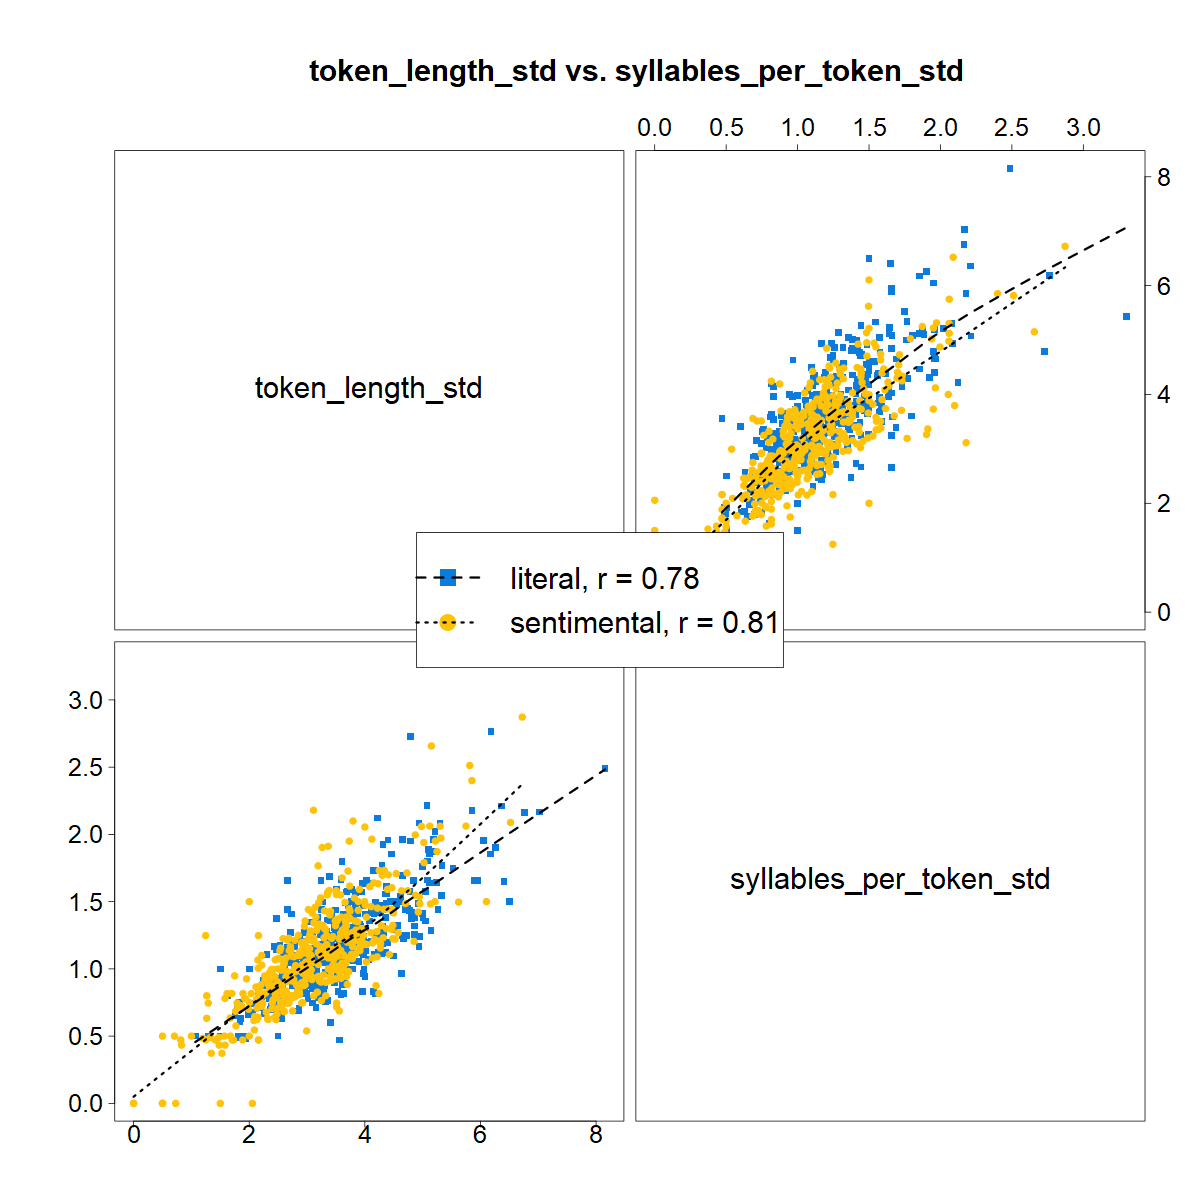 token_length_std vs. syllables_per_token_std
0.0 0.5 1.0 1.5 2.0 2.5 3.0
token_length_std
8
6
4
2
0
literal, r = 0.78
sentimental, r = 0.81
3.0
2.5
2.0
1.5
1.0
0.5
0.0
syllables_per_token_std
0 2 4 6 8